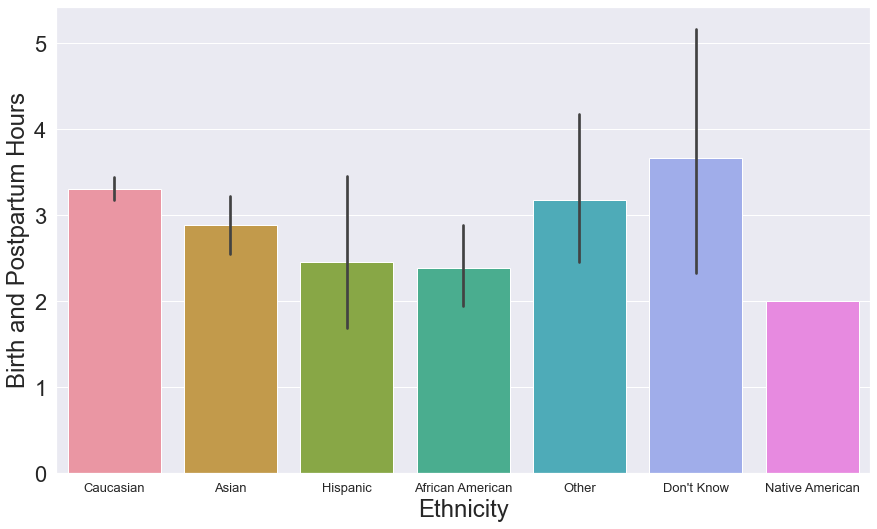 Birth and Postpartum Hours
5
4
3
2
1
0
Caucasian Asian Hispanic African American Other Don't Know Native American
Ethnicity